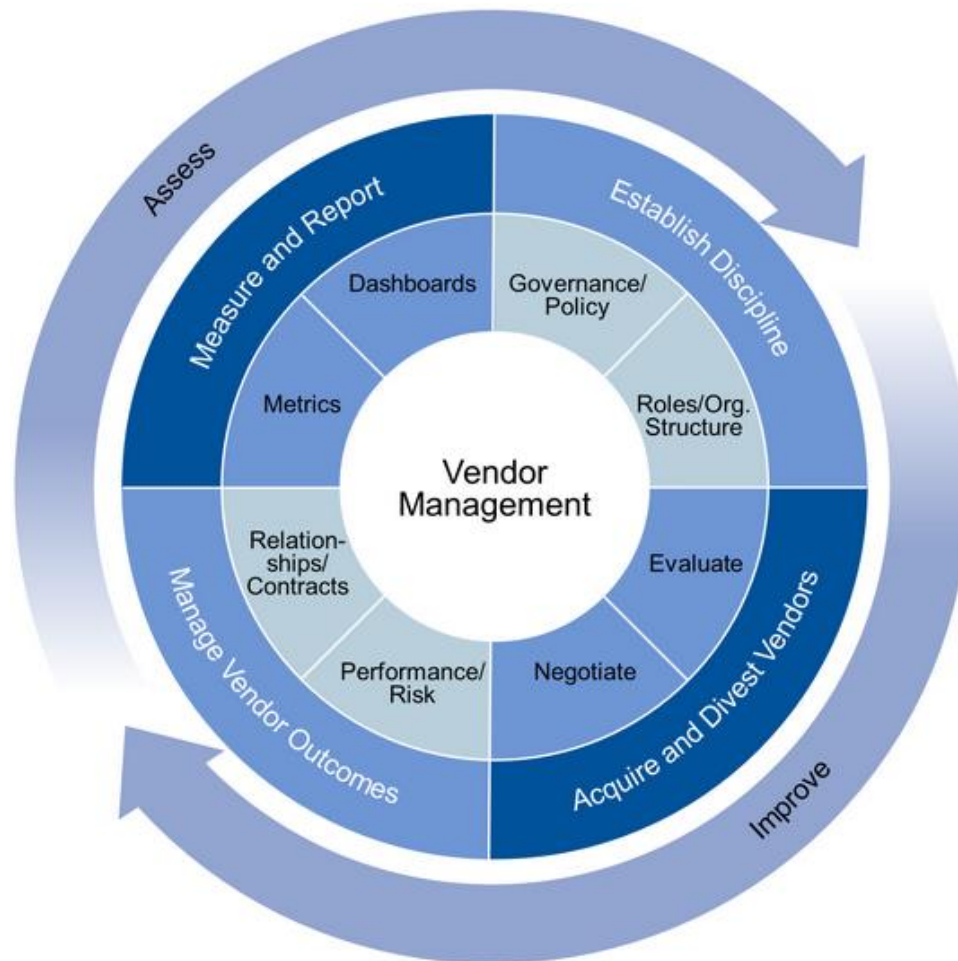 Assess
Measure and Report
Establish Discipline
Dashboards
Governance/
Policy
Metrics
Roles/Org.
Structure
Vendor
Management
Relation-
ships/
Contracts
Evaluate
Performance/
Risk
Negotiate
Manage Vendor Outcomes
Acquire and Divest Vendors
Improve